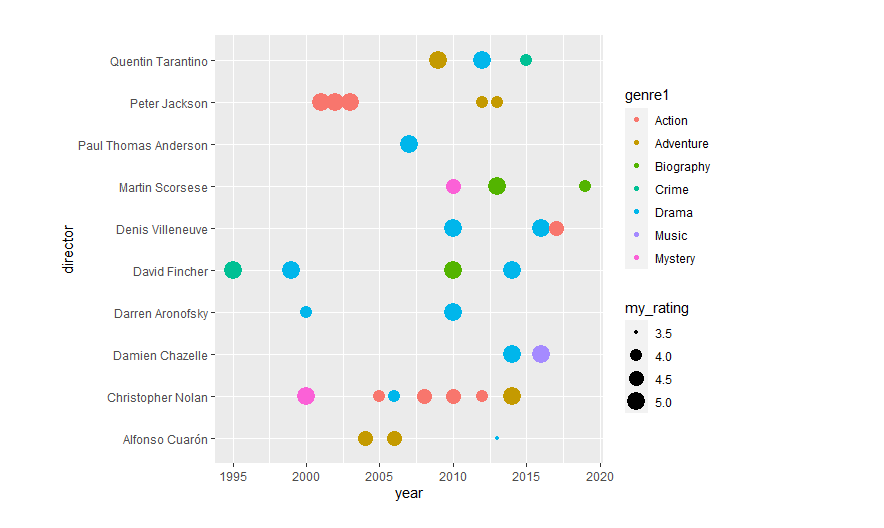 Quentin Tarantino
Peter Jackson
Paul Thomas Anderson
Martin Scorsese
Denis Villeneuve
David Fincher
Darren Aronofsky
Damien Chazelle
Christopher Nolan
Alfonso Cuarón
director
1995 2000 2005 2010 2015 2020
year
genre1
Action
Adventure
Biography
Crime
Drama
Music
Mystery
my_rating
3.5
4.0
4.5
5.0